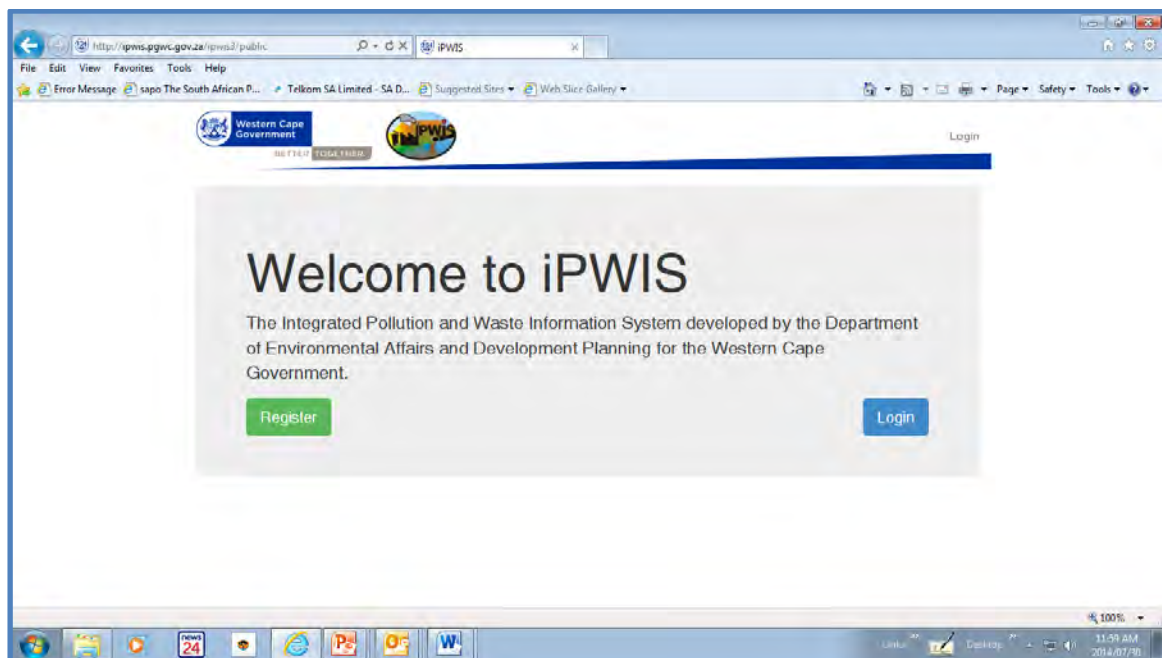 http://ipwis.pgwc.gov.za/ipwis3/public
iPWIS
File Edit View Favorites Tools Help
Error Message sapo The South African P... Telkom SA Limited - SA D... Suggested Sites Web Slice Gallery
Page Safety Tools
Western Cape
Government
BETTER TOGETHER.
iPWIS
Login
Welcome to iPWIS
The Integrated Pollution and Waste Information System developed by the Department
of Environmental Affairs and Development Planning for the Western Cape
Government.
Register
Login
100%
news
24
Links
Desktop
11:59 AM